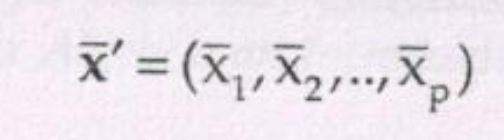 x̄′ = (x̄₁, x̄₂,..., x̄ₚ)